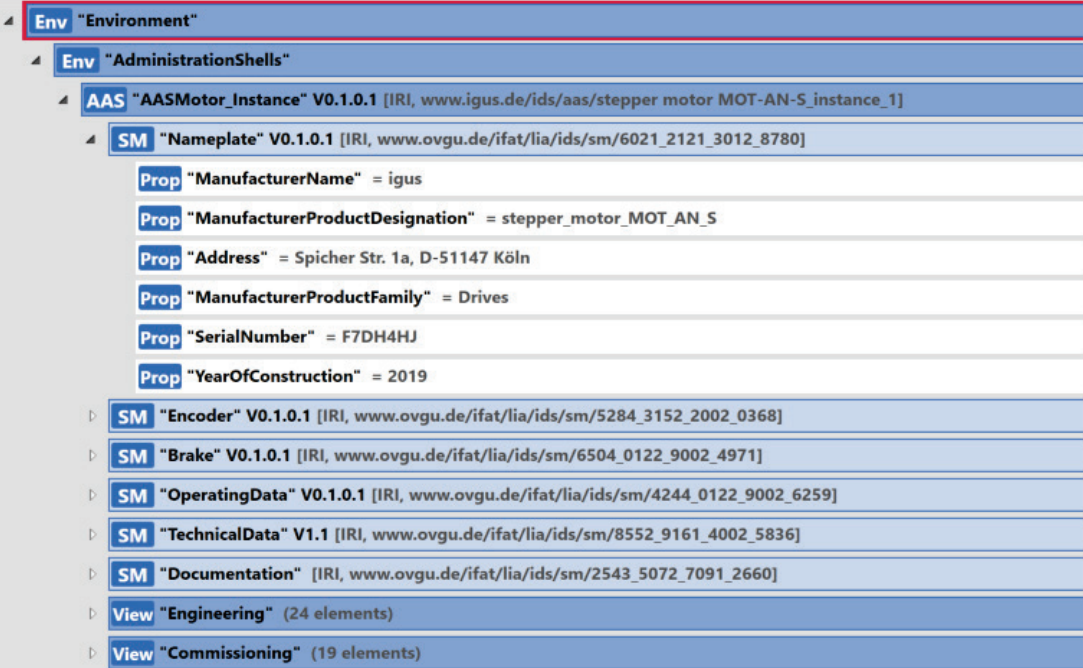 Env "Environment"
Env "AdministrationShells"
AAS "AASMotor_Instance" V0.1.0.1 [IRI, www.igus.de/ids/aas/stepper motor MOT-AN-S_instance_1]
SM "Nameplate" V0.1.0.1 [IRI, www.ovgu.de/ifat/lia/ids/sm/6021_2121_3012_8780]
Prop "ManufacturerName" = igus
Prop "ManufacturerProductDesignation" = stepper_motor_MOT_AN_S
Prop "Address" = Spicher Str. 1a, D-51147 Köln
Prop "ManufacturerProductFamily" = Drives
Prop "SerialNumber" = F7DH4HJ
Prop "YearOfConstruction" = 2019
SM "Encoder" V0.1.0.1 [IRI, www.ovgu.de/ifat/lia/ids/sm/5284_3152_2002_0368]
SM "Brake" V0.1.0.1 [IRI, www.ovgu.de/ifat/lia/ids/sm/6504_0122_9002_4971]
SM "OperatingData" V0.1.0.1 [IRI, www.ovgu.de/ifat/lia/ids/sm/4244_0122_9002_6259]
SM "TechnicalData" V1.1 [IRI, www.ovgu.de/ifat/lia/ids/sm/8552_9161_4002_5836]
SM "Documentation" [IRI, www.ovgu.de/ifat/lia/ids/sm/2543_5072_7091_2660]
View "Engineering" (24 elements)
View "Commissioning" (19 elements)